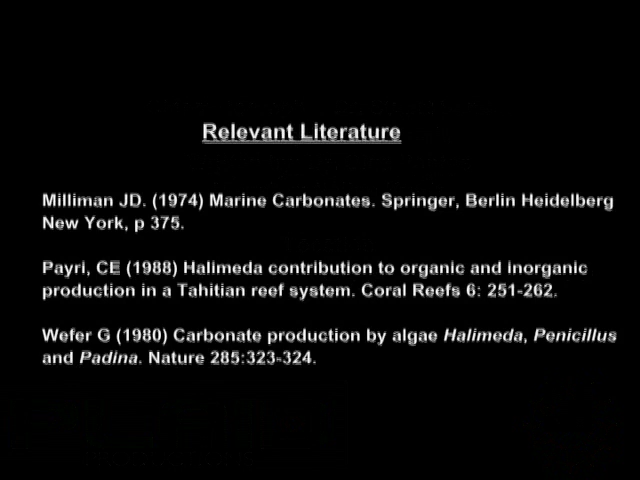 Relevant Literature
Milliman JD. (1974) Marine Carbonates. Springer, Berlin Heidelberg
New York, p 375.
Payri, CE (1988) Halimeda contribution to organic and inorganic
production in a Tahitian reef system. Coral Reefs 6: 251-262.
Wefer G (1980) Carbonate production by algae Halimeda, Penicillus
and Padina. Nature 285:323-324.